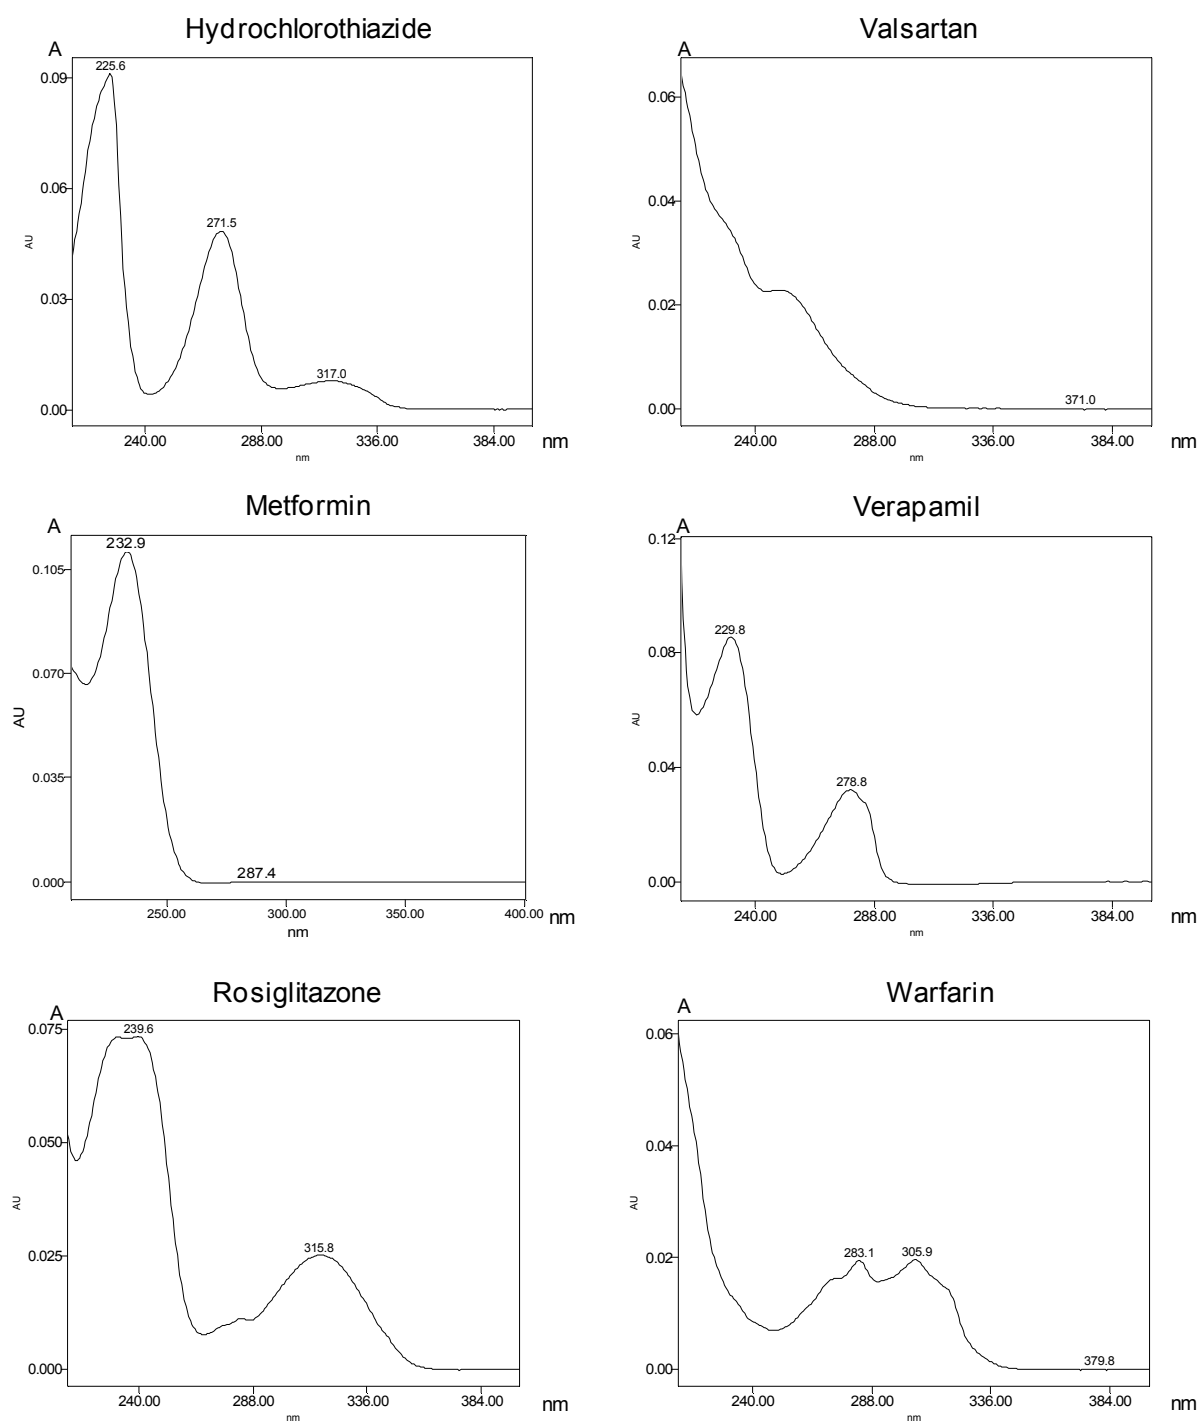 Hydrochlorothiazide
A
225.6
0.09
271.5
0.06
AU
0.03
317.0
0.00
240.00 288.00 336.00 384.00 nm
nm
Valsartan
A
0.06
0.04
AU
0.02
371.0
0.00
240.00 288.00 336.00 384.00 nm
nm
Metformin
A
232.9
0.105
0.070
AU
0.035
287.4
0.000
250.00 300.00 350.00 400.00 nm
nm
Verapamil
A
0.12
229.8
0.08
AU
278.8
0.04
0.00
240.00 288.00 336.00 384.00 nm
nm
Rosiglitazone
A
0.075 239.6
0.050
AU
315.8
0.025
0.000
240.00 288.00 336.00 384.00 nm
nm
Warfarin
A
0.06
0.04
AU
283.1 305.9
0.02
379.8
0.00
240.00 288.00 336.00 384.00 nm
nm